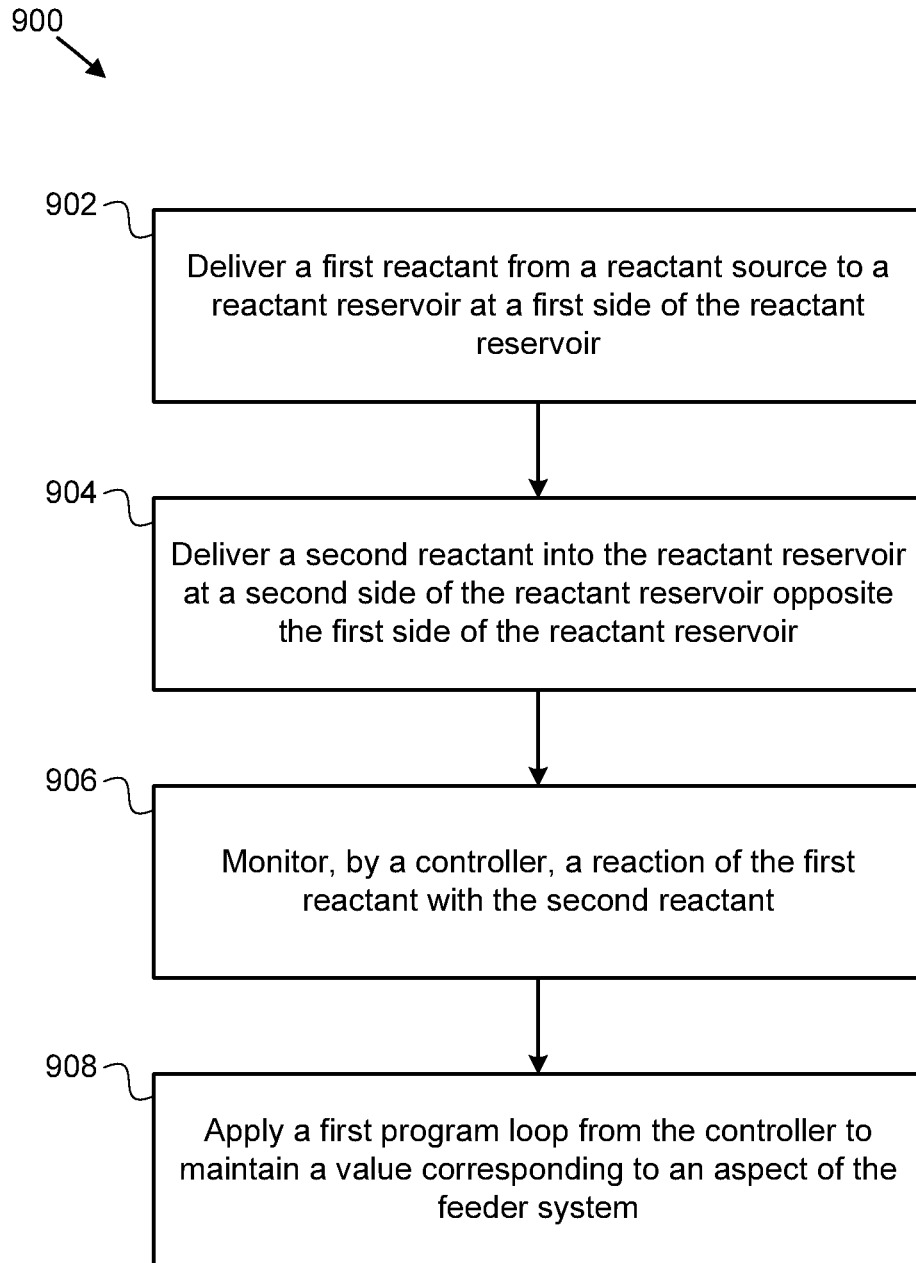 900
902
Deliver a first reactant from a reactant source to a
reactant reservoir at a first side of the reactant
reservoir
904
Deliver a second reactant into the reactant reservoir
at a second side of the reactant reservoir opposite
the first side of the reactant reservoir
906
Monitor, by a controller, a reaction of the first
reactant with the second reactant
908
Apply a first program loop from the controller to
maintain a value corresponding to an aspect of the
feeder system